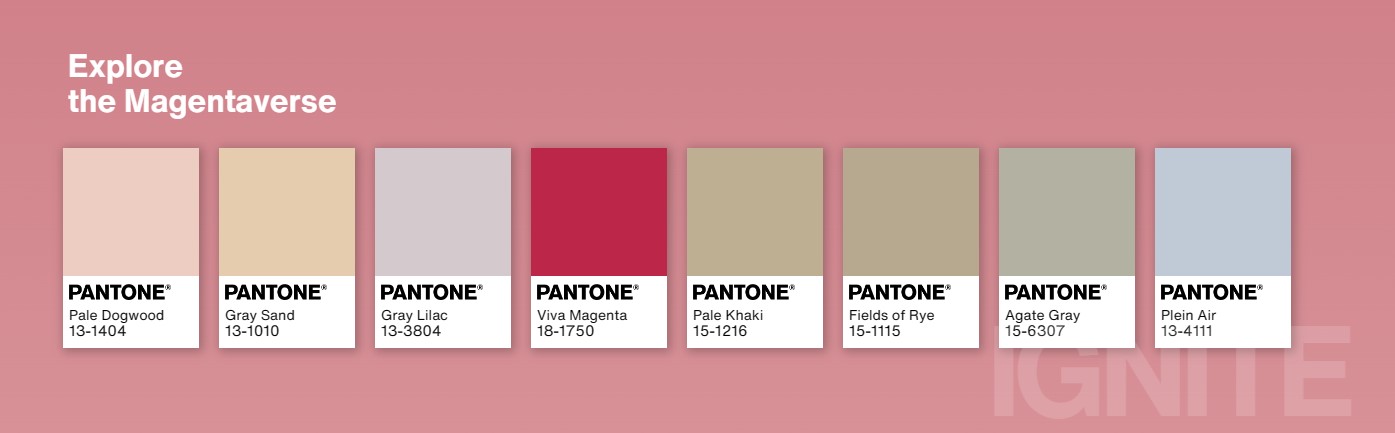 Explore
the Magentaverse
PANTONE®
Pale Dogwood
13-1404
PANTONE®
Gray Sand
13-1010
PANTONE®
Gray Lilac
13-3804
PANTONE®
Viva Magenta
18-1750
PANTONE®
Pale Khaki
15-1216
PANTONE®
Fields of Rye
15-1115
PANTONE®
Agate Gray
15-6307
PANTONE®
Plein Air
13-4111
IGNITE